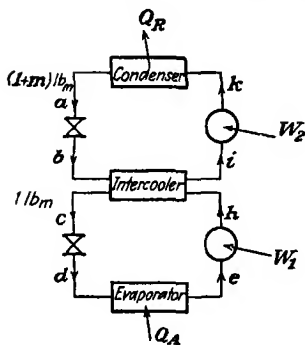 Q_R
(1+m) lb_m
Condenser
a
k
W_2
b
i
1 lb_m
Intercooler
c
h
W_1
d
e
Evaporator
Q_A